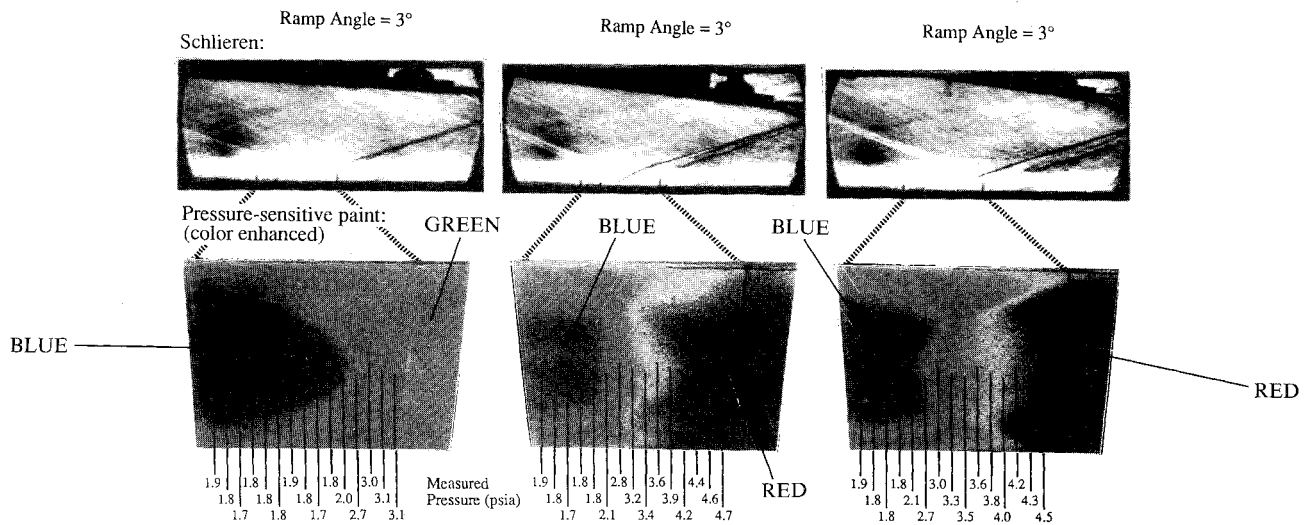 Ramp Angle = 3°
Ramp Angle = 3°
Ramp Angle = 3°
Schlieren:
Pressure-sensitive paint:
(color enhanced)
GREEN
BLUE
BLUE
BLUE
RED
RED
1.9 1.8 1.9 1.8 3.0
1.8 1.8 1.8 2.0 3.1
1.7 1.8 1.7 2.7 3.1
Measured
Pressure (psia)
1.9 1.8 2.8 3.6 4.4
1.8 1.8 3.2 3.9 4.6
1.7 2.1 3.4 4.2 4.7
1.9 1.8 3.0 3.6 4.2
1.8 2.1 3.3 3.8 4.3
1.8 2.7 3.5 4.0 4.5